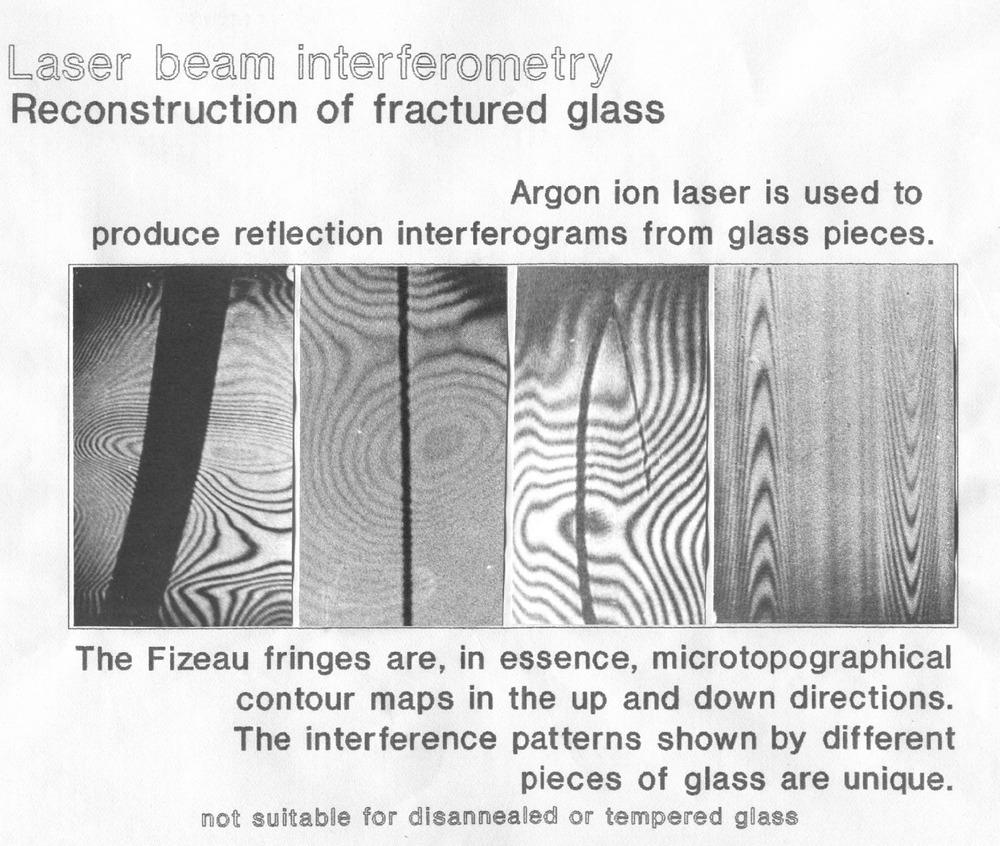 Laser beam interferometry
Reconstruction of fractured glass
Argon ion laser is used to
produce reflection interferograms from glass pieces.
The Fizeau fringes are, in essence, microtopographical
contour maps in the up and down directions.
The interference patterns shown by different
pieces of glass are unique.
not suitable for disannealed or tempered glass